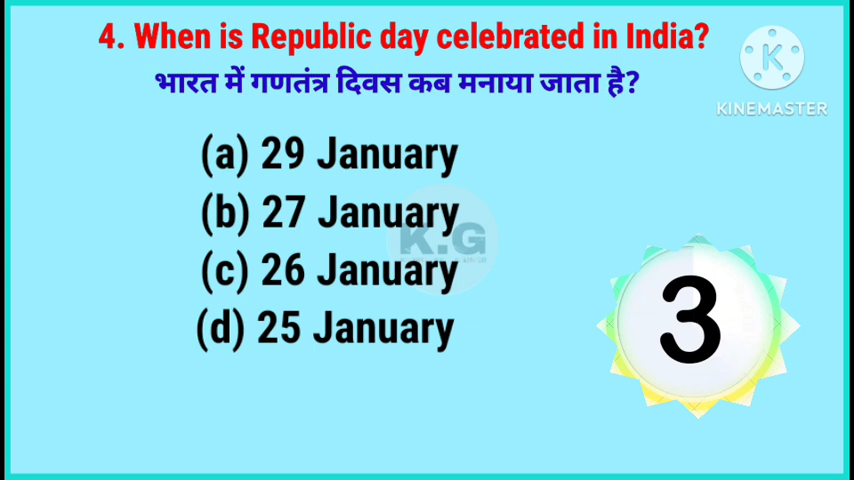 4. When is Republic day celebrated in India?
भारत में गणतंत्र दिवस कब मनाया जाता है?
KINEMASTER
(a) 29 January
(b) 27 January
K.G
(c) 26 January
(d) 25 January
3